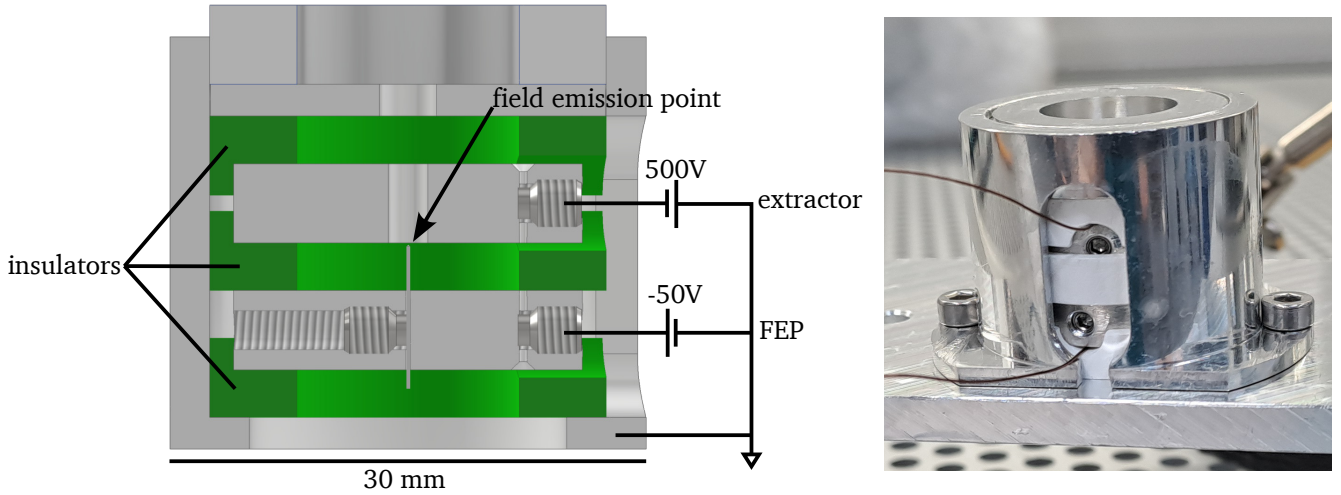 field emission point
500V
extractor
insulators
-50V
FEP
30 mm